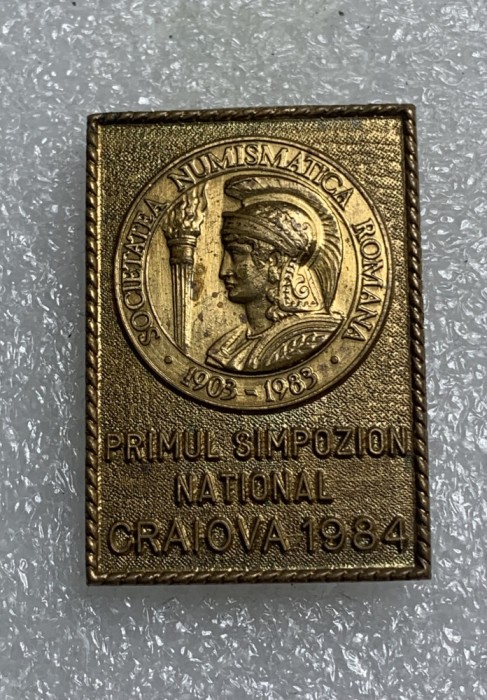 SOCIETATEA NUMISMATICA ROMANA
· 1903 - 1983 ·
PRIMUL SIMPOZION
NATIONAL
CRAIOVA 1984